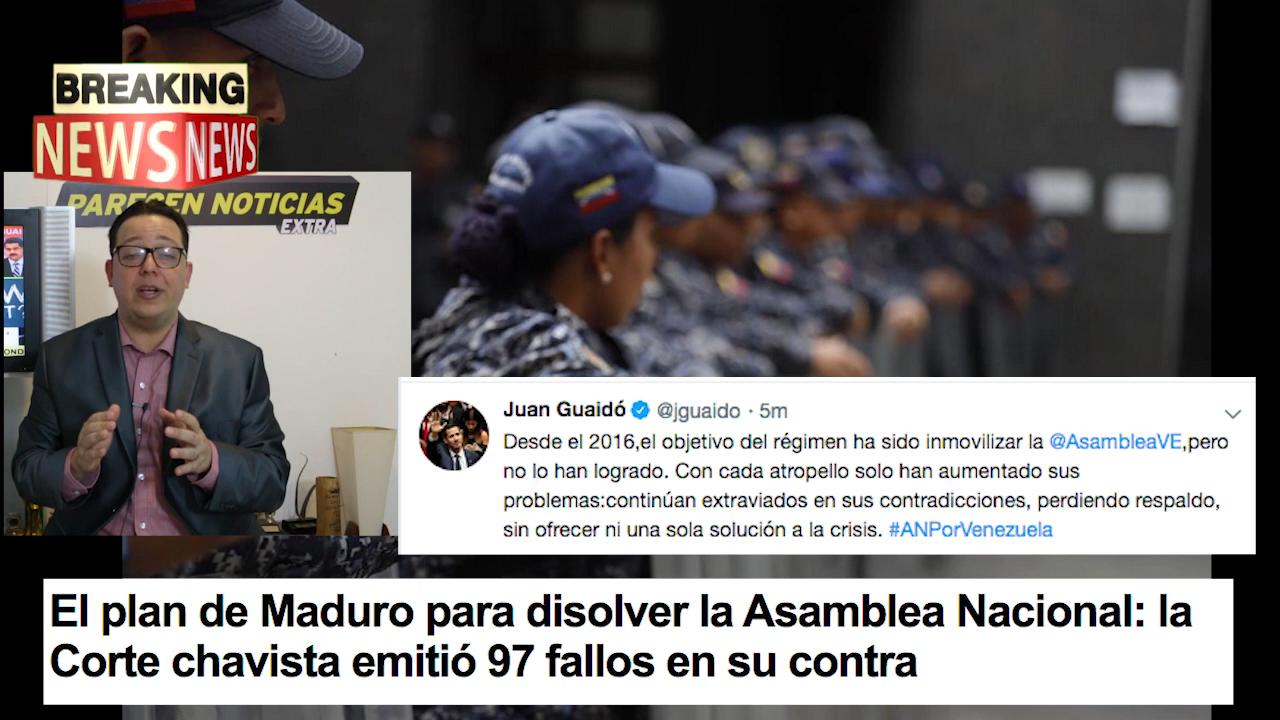 BREAKING
NEWS NEWS
PARECEN NOTICIAS
EXTRA
Juan Guaidó @jguaido · 5m
Desde el 2016,el objetivo del régimen ha sido inmovilizar la @AsambleaVE,pero
no lo han logrado. Con cada atropello solo han aumentado sus
problemas:continúan extraviados en sus contradicciones, perdiendo respaldo,
sin ofrecer ni una sola solución a la crisis. #ANPorVenezuela
El plan de Maduro para disolver la Asamblea Nacional: la
Corte chavista emitió 97 fallos en su contra